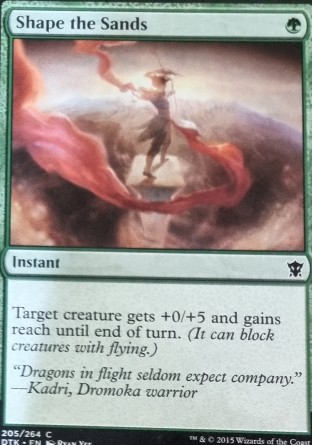 Shape the Sands
Instant
Target creature gets +0/+5 and gains
reach until end of turn. (It can block
creatures with flying.)
"Dragons in flight seldom expect company."
—Kadri, Dromoka warrior
205/264 C
DTK • EN Ryan Yee
™ & © 2015 Wizards of the Coast